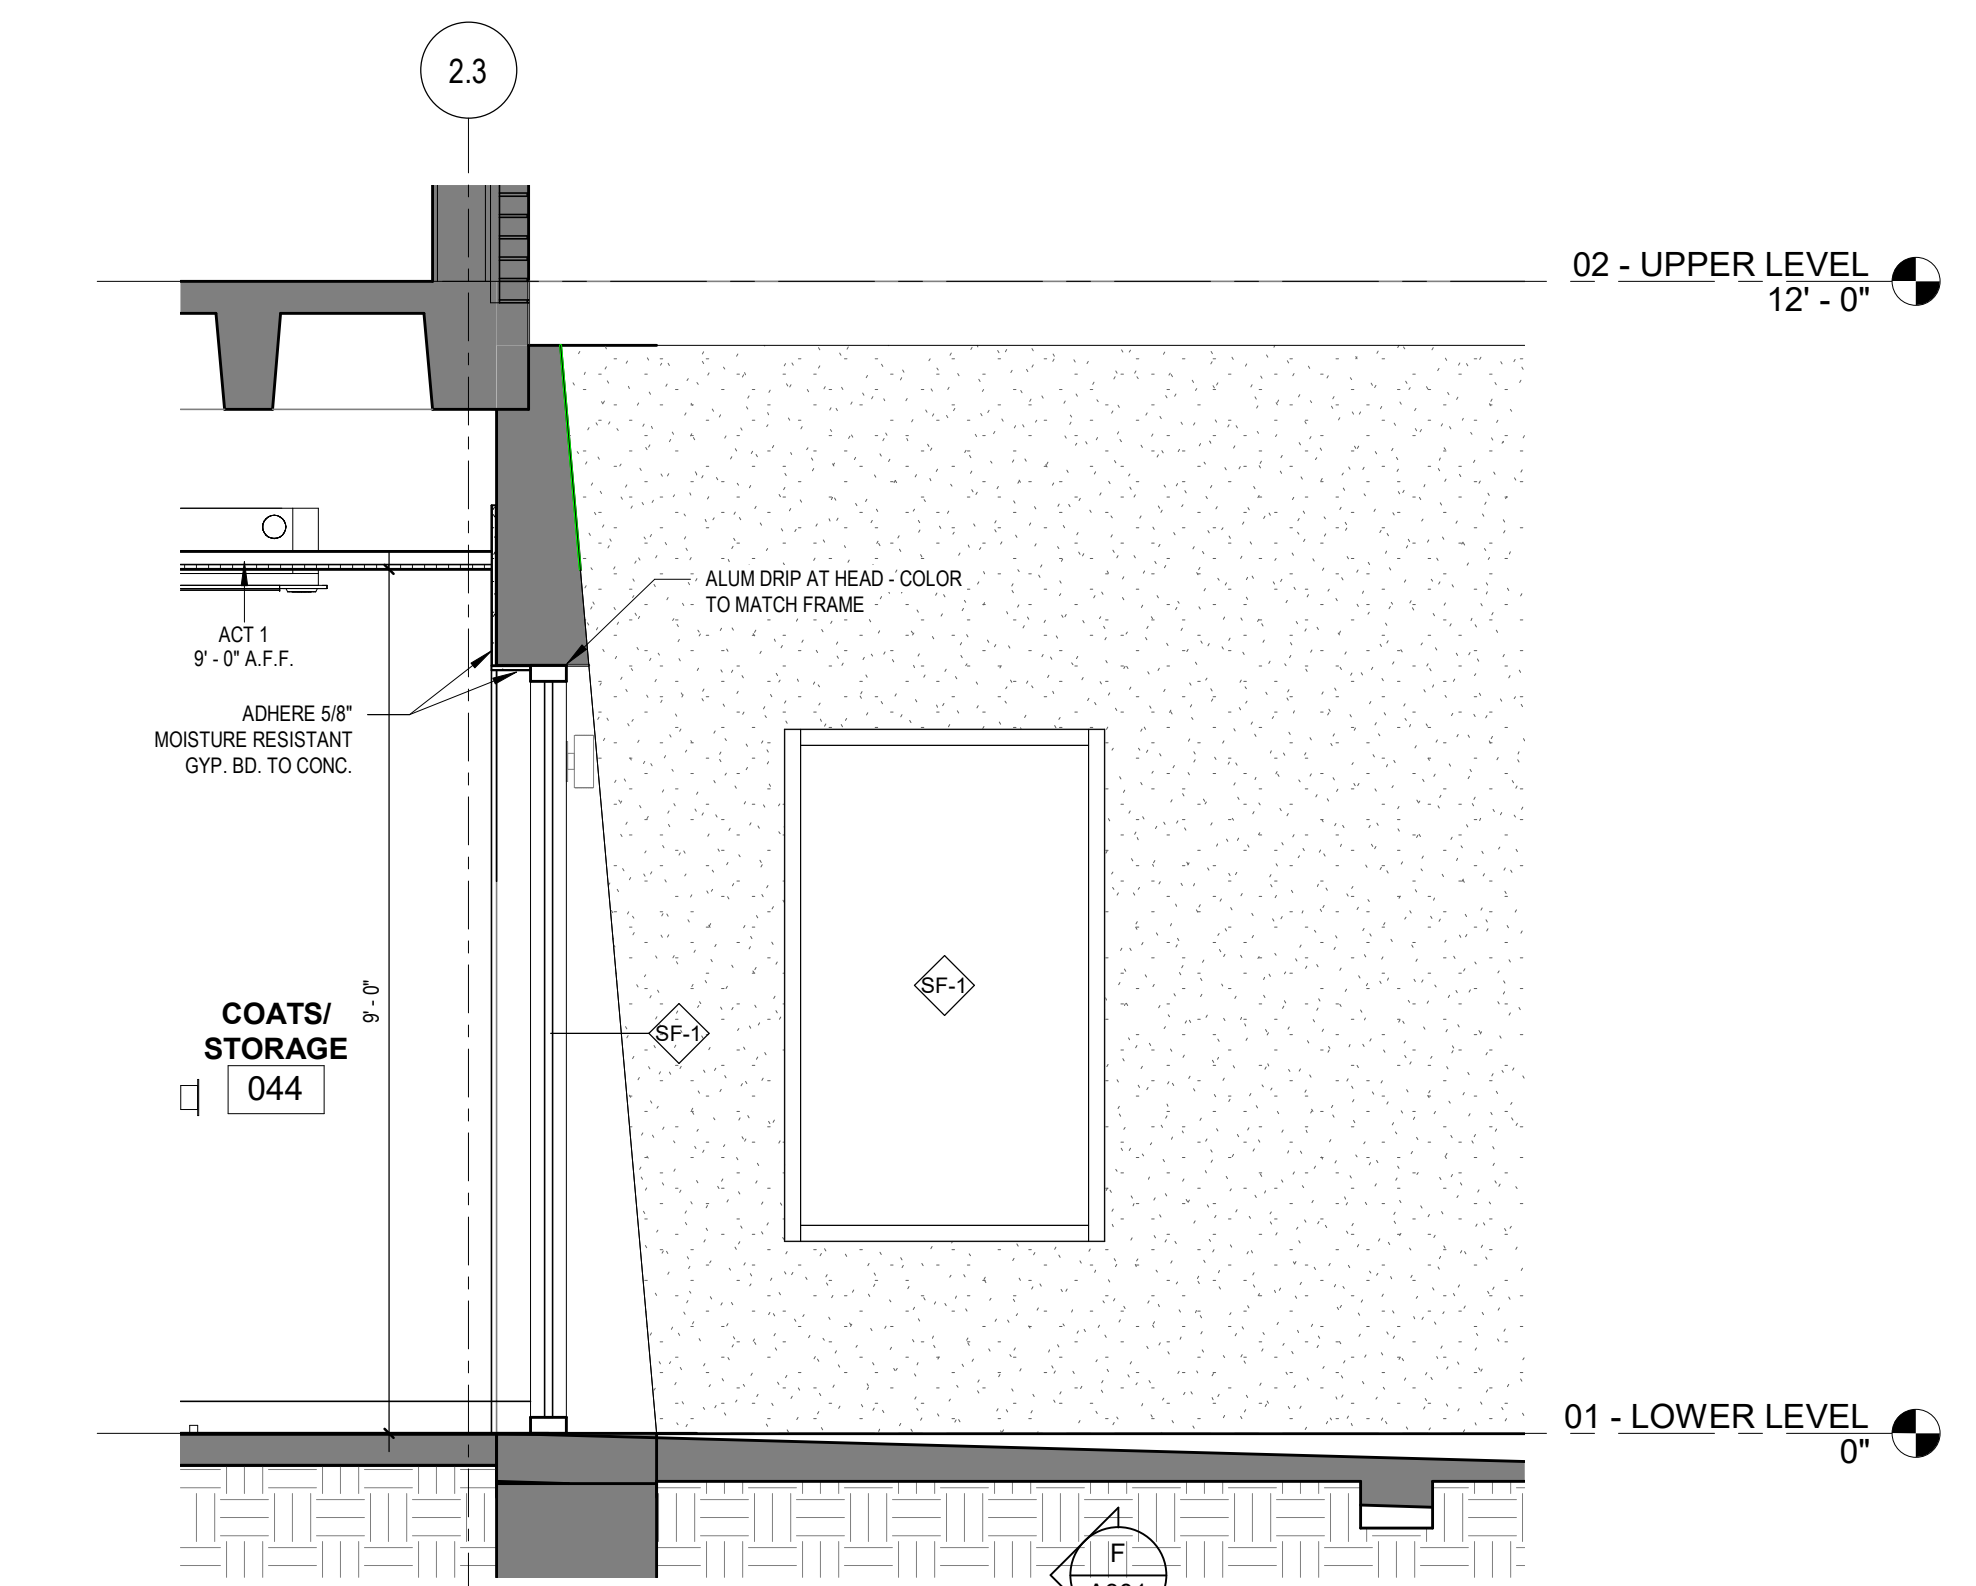 2.3
02 - UPPER LEVEL
12' - 0"
ALUM DRIP AT HEAD - COLOR
TO MATCH FRAME
ACT 1
9' - 0" A.F.F.
ADHERE 5/8"
MOISTURE RESISTANT
GYP. BD. TO CONC.
SF-1
9' - 0"
COATS/
STORAGE
044
SF-1
01 - LOWER LEVEL
0"
F